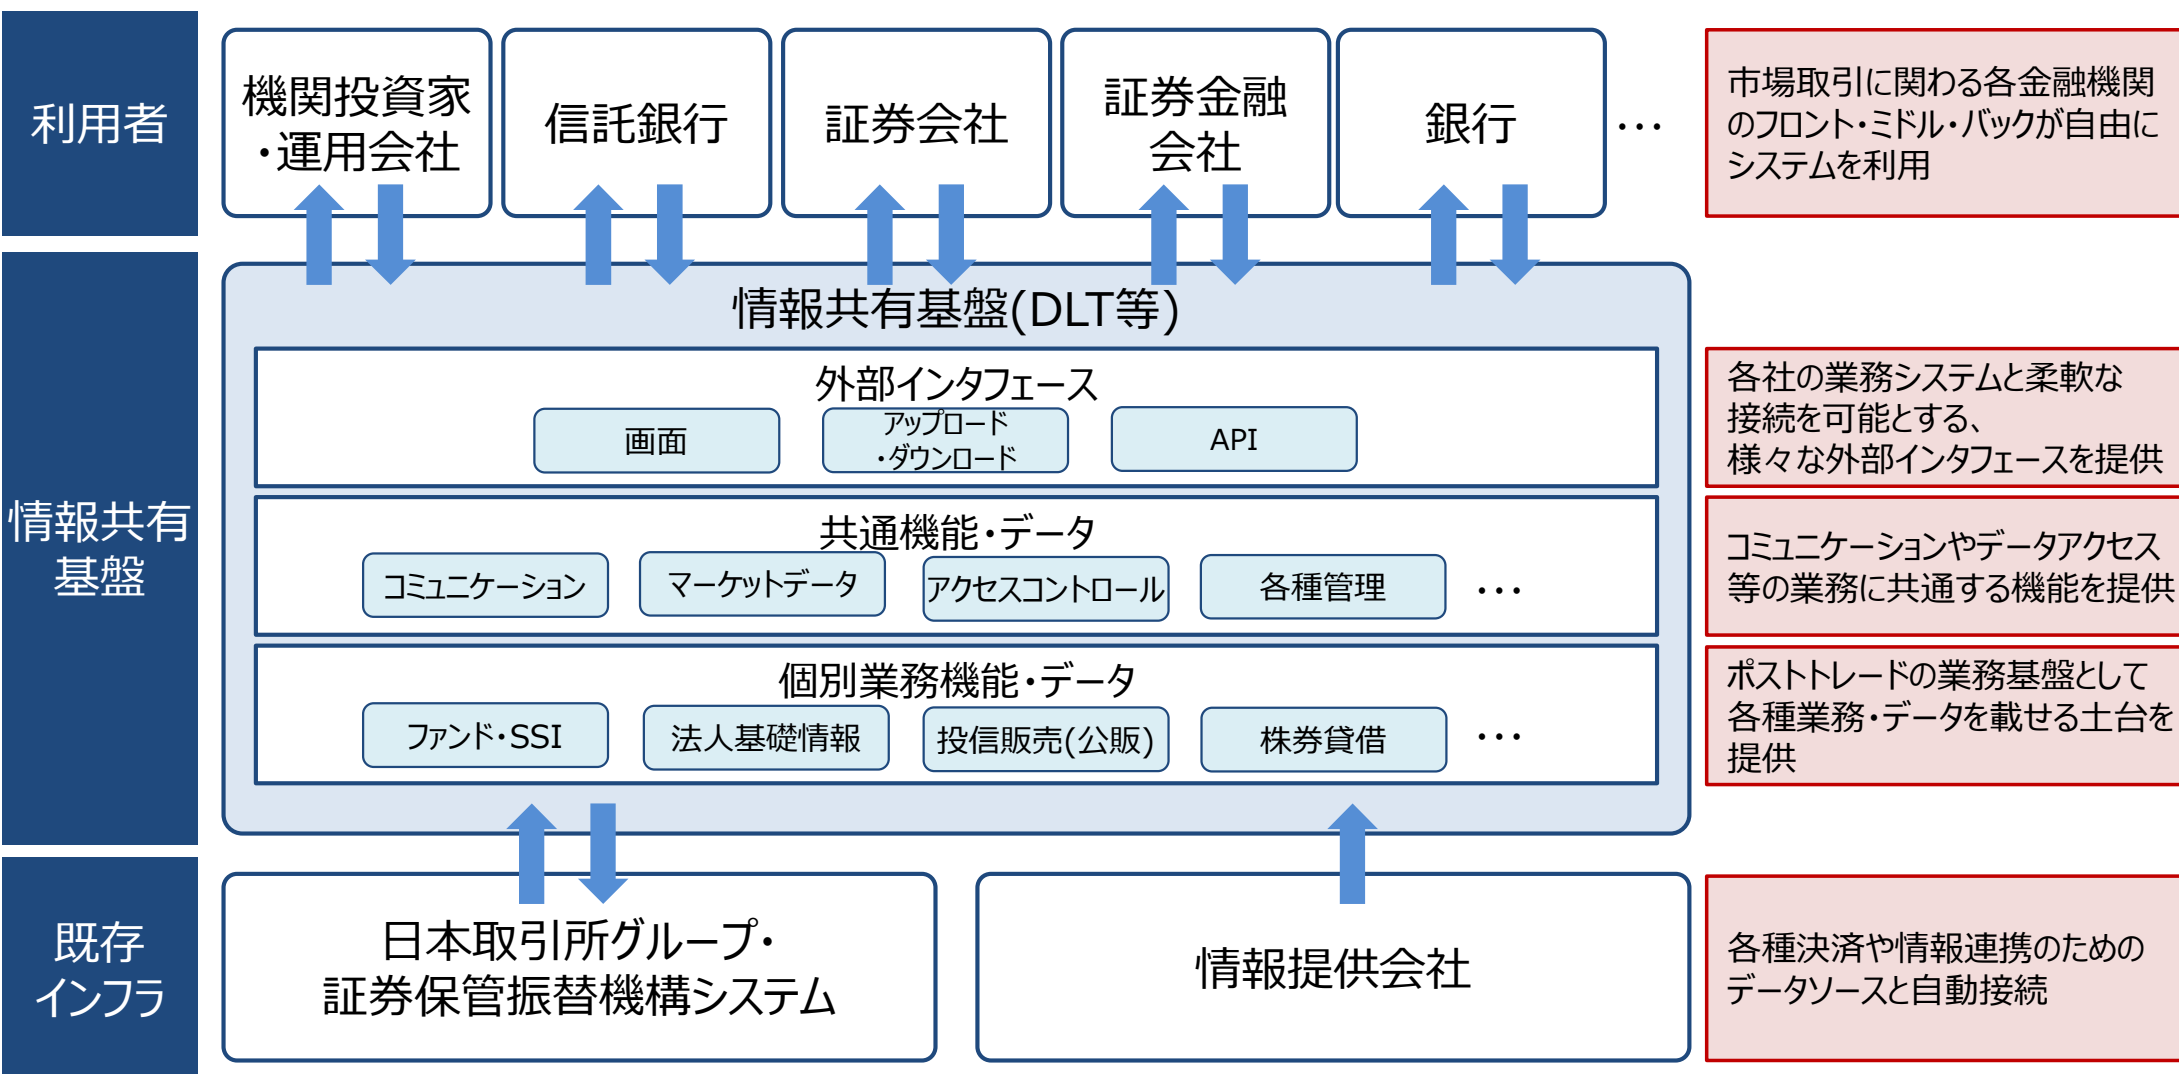 利用者
機関投資家
・運用会社
信託銀行
証券会社
証券金融
会社
銀行
…
市場取引に関わる各金融機関
のフロント・ミドル・バックが自由に
システムを利用
情報共有
基盤
情報共有基盤(DLT等)
外部インタフェース
画面
アップロード
・ダウンロード
API
各社の業務システムと柔軟な
接続を可能とする、
様々な外部インタフェースを提供
共通機能・データ
コミュニケーション
マーケットデータ
アクセスコントロール
各種管理
…
コミュニケーションやデータアクセス
等の業務に共通する機能を提供
個別業務機能・データ
ファンド・SSI
法人基礎情報
投信販売(公販)
株券貸借
…
ポストトレードの業務基盤として
各種業務・データを載せる土台を
提供
既存
インフラ
日本取引所グループ・
証券保管振替機構システム
情報提供会社
各種決済や情報連携のための
データソースと自動接続